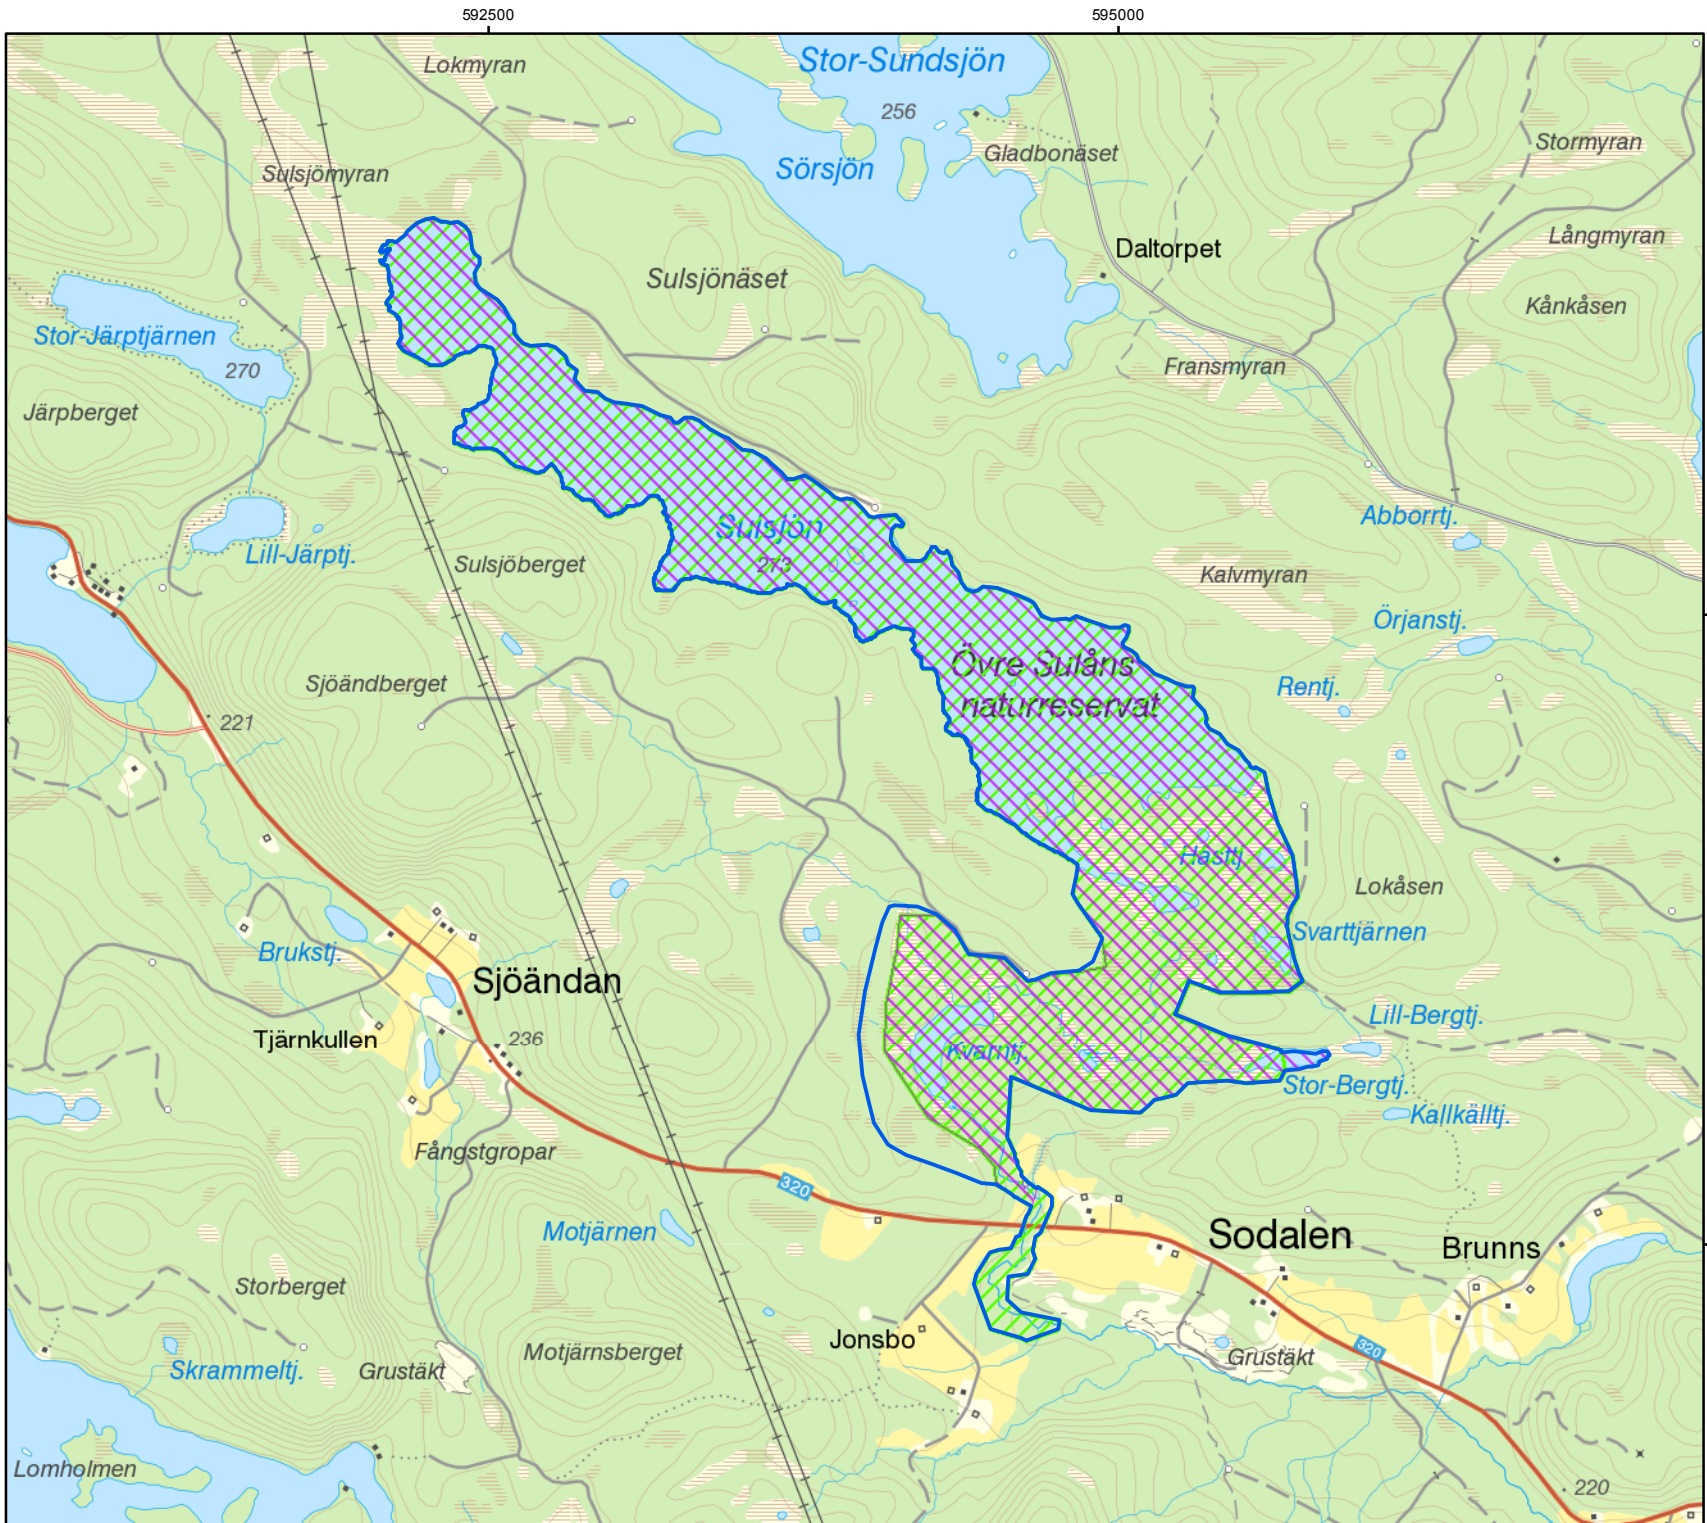 592500
595000
Lokmyran
Stor-Sundsjön
256
Gladbonäset
Stormyran
Sörsjön
Sulsjömyran
Daltorpet
Långmyran
Sulsjönäset
Kånkåsen
Stor-Järptjärnen
270
Fransmyran
Järpberget
Abborrtj.
Sulsjön
Lill-Järptj.
Sulsjöberget
273
Kalvmyran
Örjanstj.
Övre Sulåns
naturreservat
Sjöändberget
Rentj.
221
Hästtj
Lokåsen
Svarttjärnen
Brukstj.
Sjöändan
Lill-Bergtj.
Tjärnkullen
236
Kvarntj.
Stor-Bergtj.
Kallkälltj.
Fångstgropar
320
Motjärnen
Sodalen
Brunns
Storberget
Jonsbo
320
Motjärnsberget
Grustäkt
Skrammeltj.
Grustäkt
Lomholmen
220